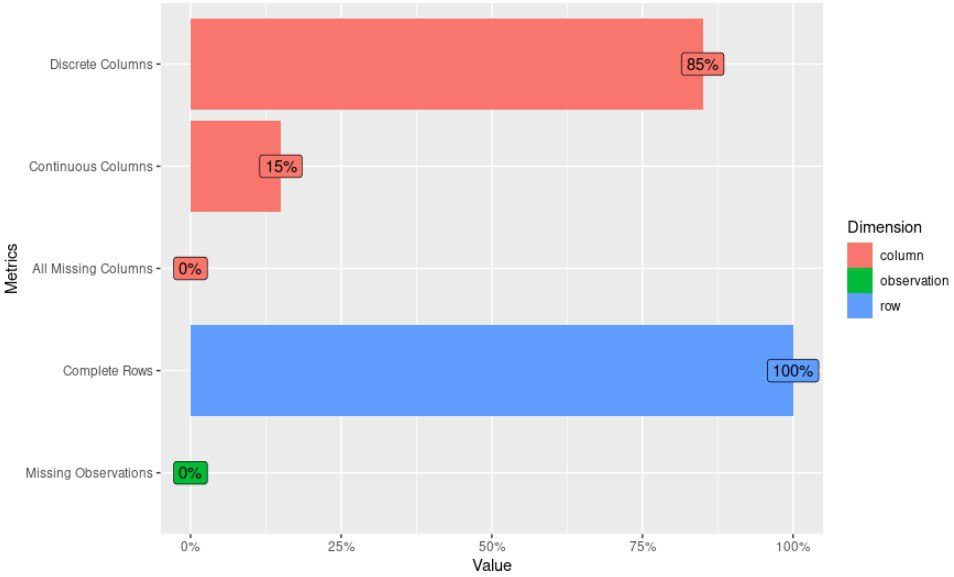 Discrete Columns
85%
Continuous Columns
15%
All Missing Columns
0%
Complete Rows
100%
Missing Observations
0%
Metrics
0%
25%
50%
75%
100%
Value
Dimension
column
observation
row